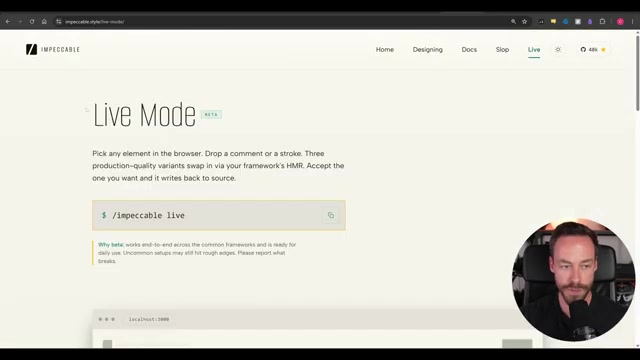 impeccable.style/live-mode/
IMPECCABLE
Home
Designing
Docs
Slop
Live
48k
Live Mode
BETA
Pick any element in the browser. Drop a comment or a stroke. Three
production-quality variants swap in via your framework's HMR. Accept the
one you want and it writes back to source.
$ /impeccable live
Why beta: works end-to-end across the common frameworks and is ready for
daily use. Uncommon setups may still hit rough edges. Please report what
breaks.
localhost:3000